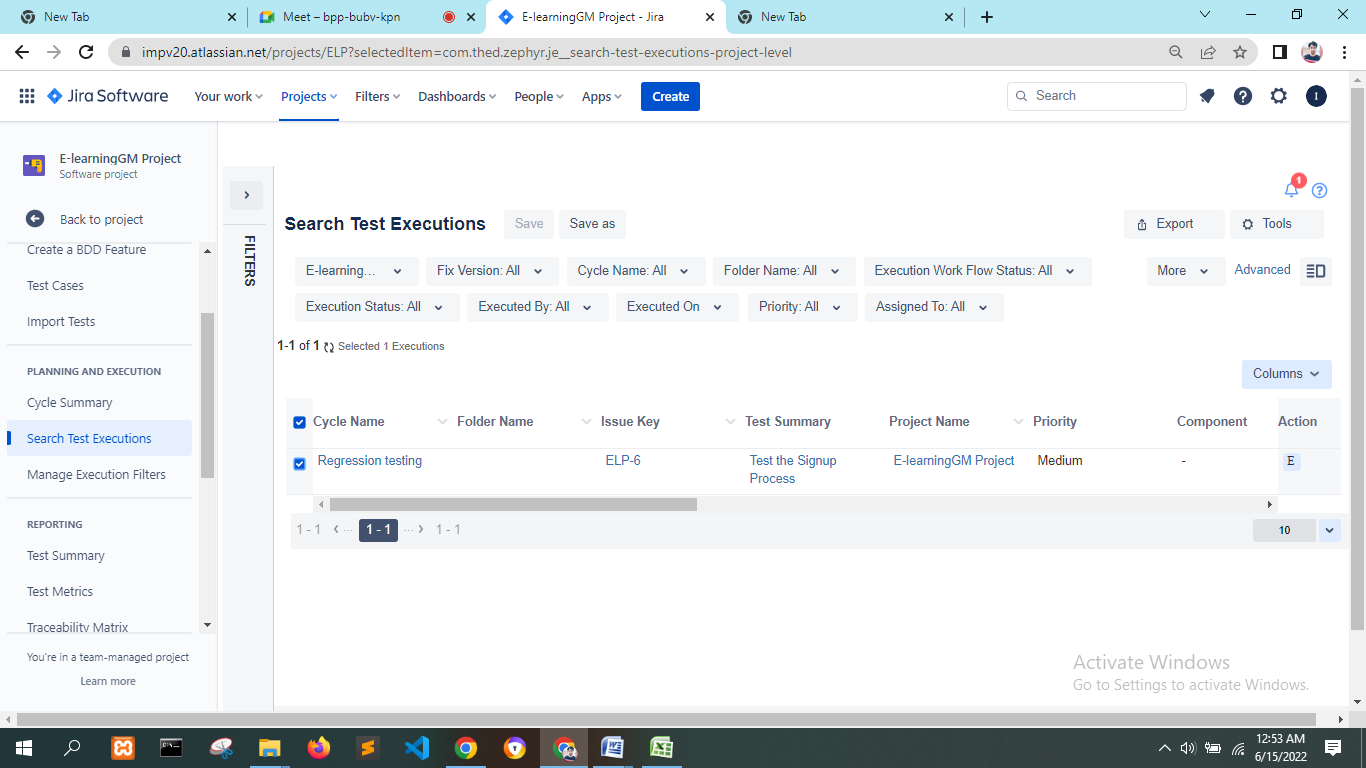 New Tab
Meet – bpp-bubv-kpn
E-learningGM Project - Jira
New Tab
impv20.atlassian.net/projects/ELP?selectedItem=com.thed.zephyr.je__search-test-executions-project-level
Jira Software
Your work
Projects
Filters
Dashboards
People
Apps
Create
Search
I
E-learningGM Project
Software project
Back to project
Create a BDD Feature
Test Cases
Import Tests
PLANNING AND EXECUTION
Cycle Summary
Search Test Executions
Manage Execution Filters
REPORTING
Test Summary
Test Metrics
Traceability Matrix
You're in a team-managed project
Learn more
FILTERS
1
Search Test Executions
Save
Save as
Export
Tools
E-learning...
Fix Version: All
Cycle Name: All
Folder Name: All
Execution Work Flow Status: All
More
Advanced
Execution Status: All
Executed By: All
Executed On
Priority: All
Assigned To: All
1-1 of 1 Selected 1 Executions
Columns
Cycle Name
Folder Name
Issue Key
Test Summary
Project Name
Priority
Component
Action
Regression testing
ELP-6
Test the Signup
Process
E-learningGM Project
Medium
-
E
1 - 1 ... 1 - 1 ... 1 - 1
10
Activate Windows
Go to Settings to activate Windows.
12:53 AM
6/15/2022